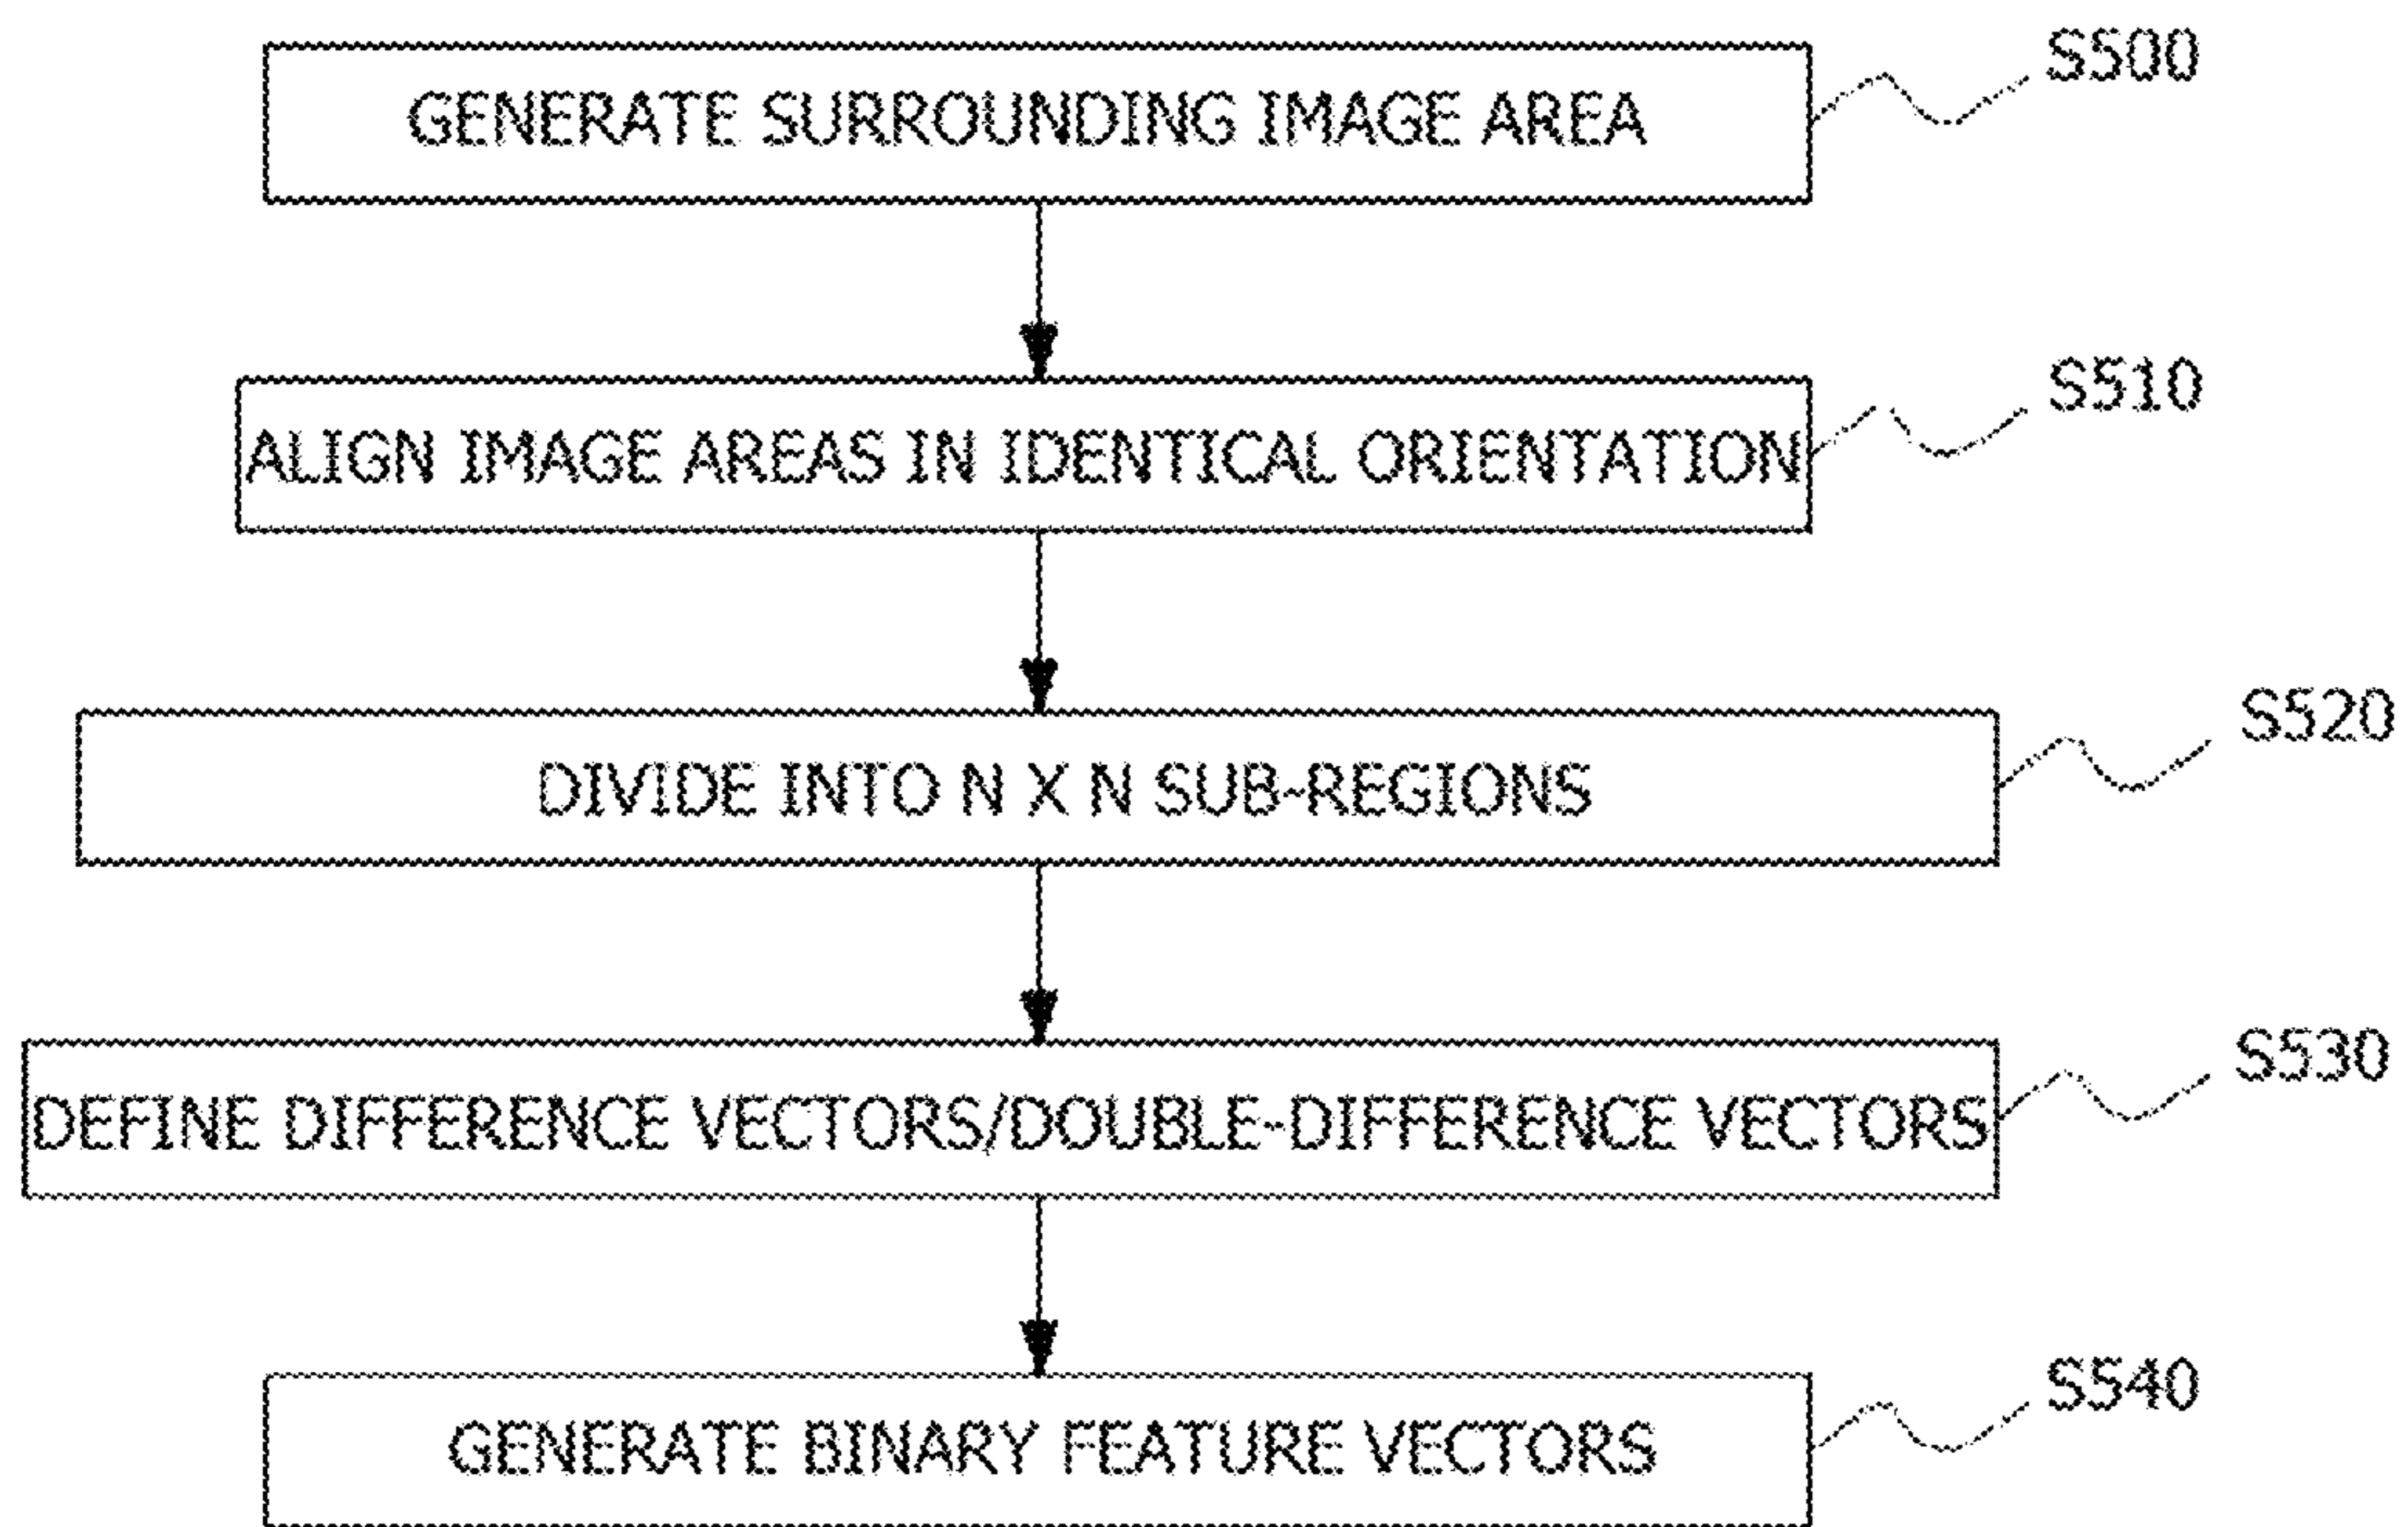 GENERATE SURROUNDING IMAGE AREA
S500
ALIGN IMAGE AREAS IN IDENTICAL ORIENTATION
S510
DIVIDE INTO N X N SUB-REGIONS
S520
DEFINE DIFFERENCE VECTORS/DOUBLE-DIFFERENCE VECTORS
S530
GENERATE BINARY FEATURE VECTORS
S540